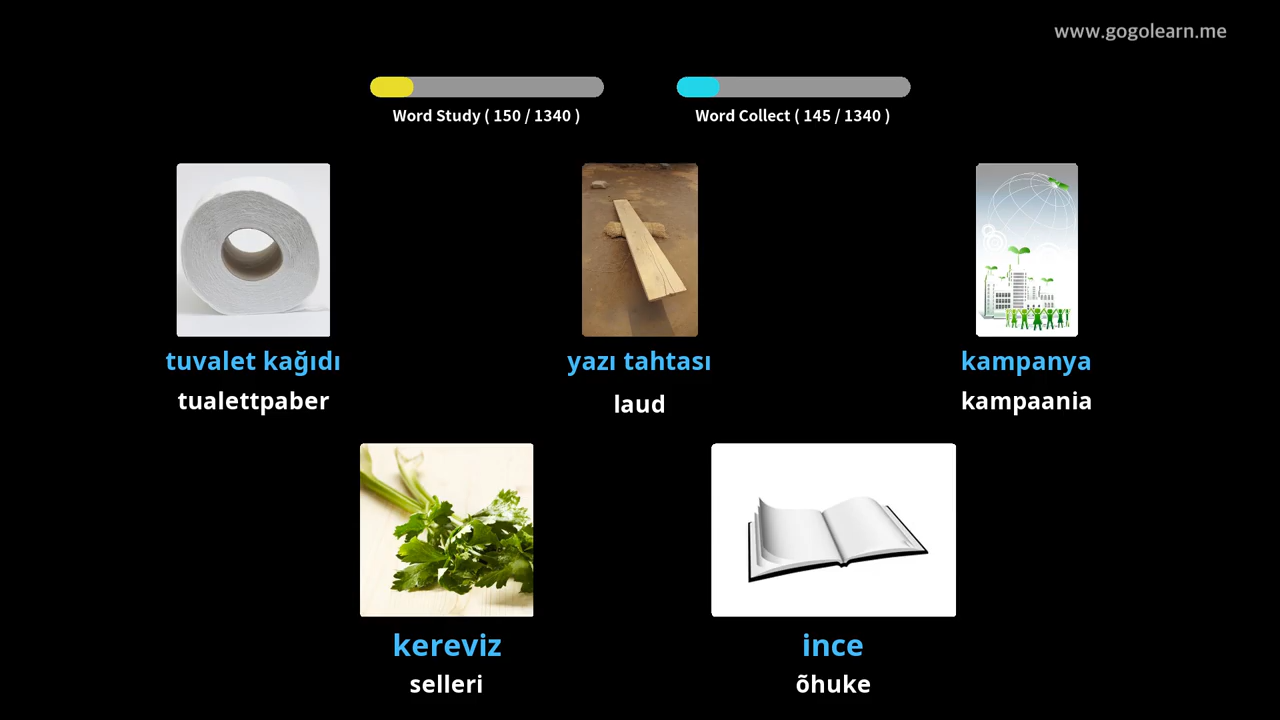 www.gogolearn.me
Word Study ( 150 / 1340 )
Word Collect ( 145 / 1340 )
tuvalet kağıdı
tualettpaber
yazı tahtası
laud
kampanya
kampaania
kereviz
selleri
ince
õhuke